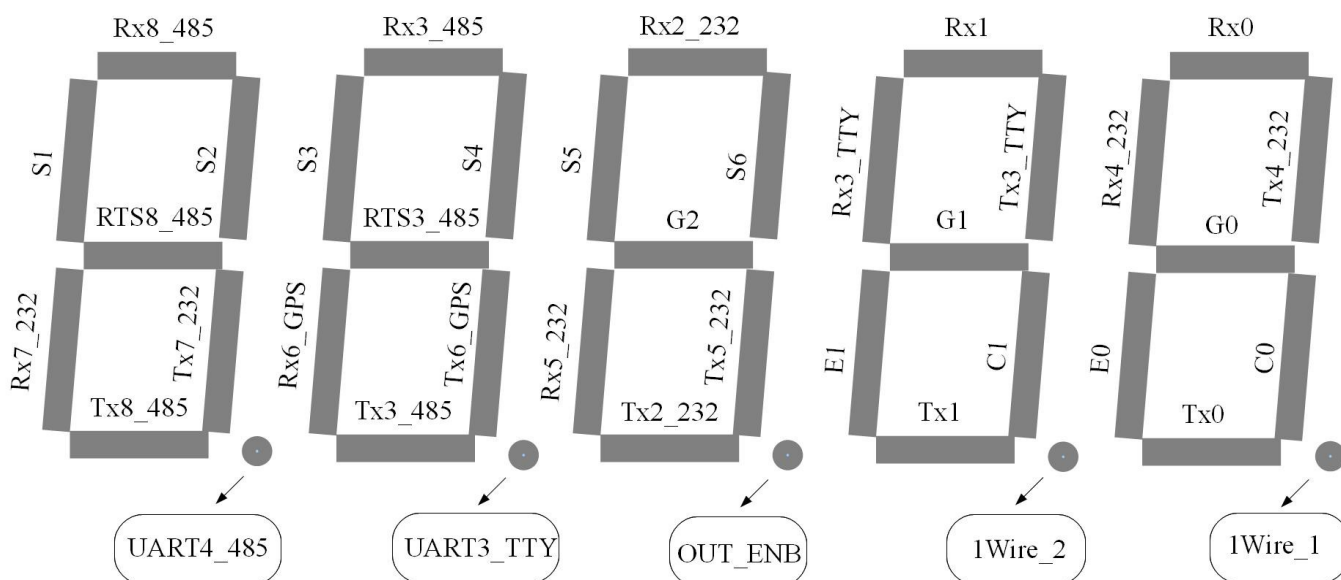 Rx8_485
Rx3_485
Rx2_232
Rx1
Rx0
S1
S2
S3
S4
S5
S6
Rx3_TTY
Tx3_TTY
Rx4_232
Tx4_232
RTS8_485
RTS3_485
G2
G1
G0
Rx7_232
Tx7_232
Rx6_GPS
Tx6_GPS
Rx5_232
Tx5_232
E1
C1
E0
C0
Tx8_485
Tx3_485
Tx2_232
Tx1
Tx0
UART4_485
UART3_TTY
OUT_ENB
1Wire_2
1Wire_1